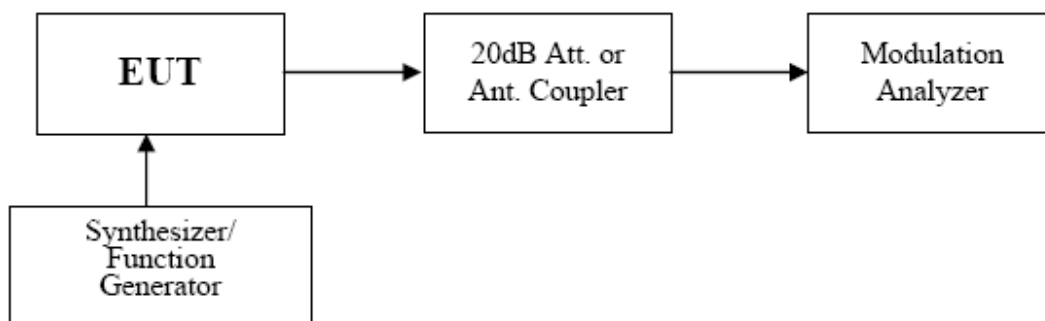 EUT
20dB Att. or
Ant. Coupler
Modulation
Analyzer
Synthesizer/
Function
Generator